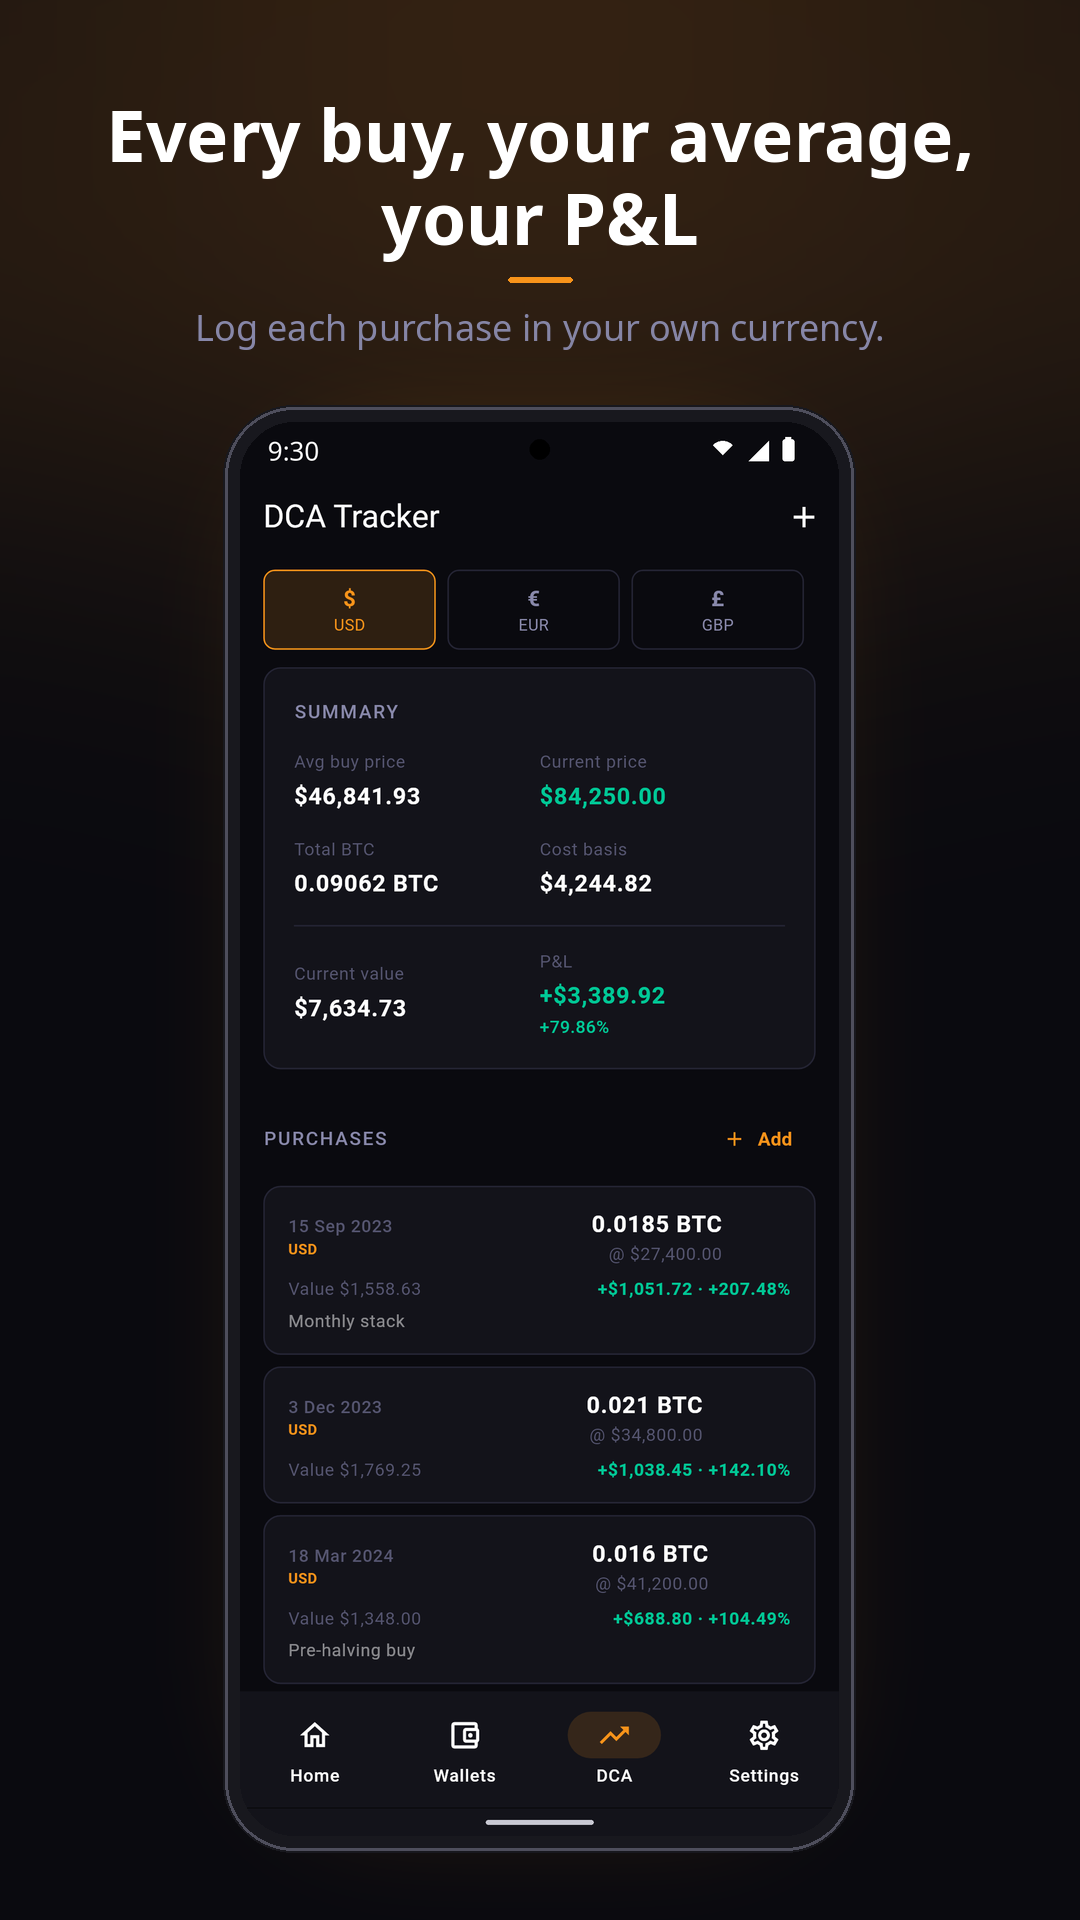 Every buy, your average,
your P&L
Log each purchase in your own currency.
9:30
DCA Tracker
+
$
USD
€
EUR
£
GBP
SUMMARY
Avg buy price
$46,841.93
Current price
$84,250.00
Total BTC
0.09062 BTC
Cost basis
$4,244.82
Current value
$7,634.73
P&L
+$3,389.92
+79.86%
PURCHASES
+ Add
15 Sep 2023
USD
0.0185 BTC
@ $27,400.00
Value $1,558.63
+$1,051.72 · +207.48%
Monthly stack
3 Dec 2023
USD
0.021 BTC
@ $34,800.00
Value $1,769.25
+$1,038.45 · +142.10%
18 Mar 2024
USD
0.016 BTC
@ $41,200.00
Value $1,348.00
+$688.80 · +104.49%
Pre-halving buy
Home
Wallets
DCA
Settings